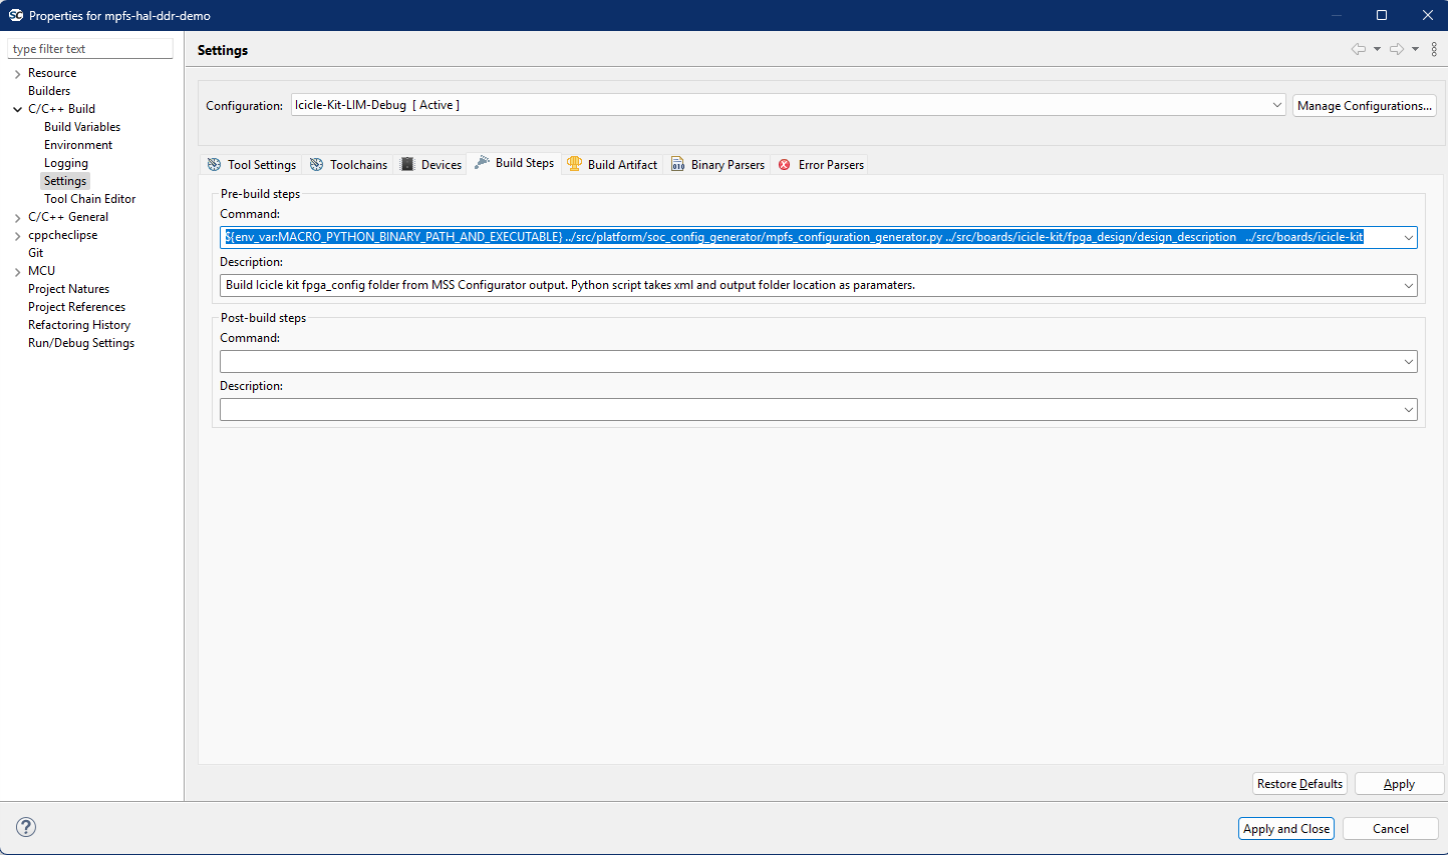 SC Properties for mpfs-hal-ddr-demo
type filter text
Resource
Builders
C/C++ Build
Build Variables
Environment
Logging
Settings
Tool Chain Editor
C/C++ General
cppcheclipse
Git
MCU
Project Natures
Project References
Refactoring History
Run/Debug Settings
Settings
Configuration: Icicle-Kit-LIM-Debug [ Active ] Manage Configurations...
Tool Settings Toolchains Devices Build Steps Build Artifact 010 Binary Parsers Error Parsers
Pre-build steps
Command:
${env_var:MACRO_PYTHON_BINARY_PATH_AND_EXECUTABLE} ../src/platform/soc_config_generator/mpfs_configuration_generator.py ../src/boards/icicle-kit/fpga_design/design_description ../src/boards/icicle-kit
Description:
Build Icicle kit fpga_config folder from MSS Configurator output. Python script takes xml and output folder location as paramaters.
Post-build steps
Command:
Description:
Restore Defaults Apply
? Apply and Close Cancel